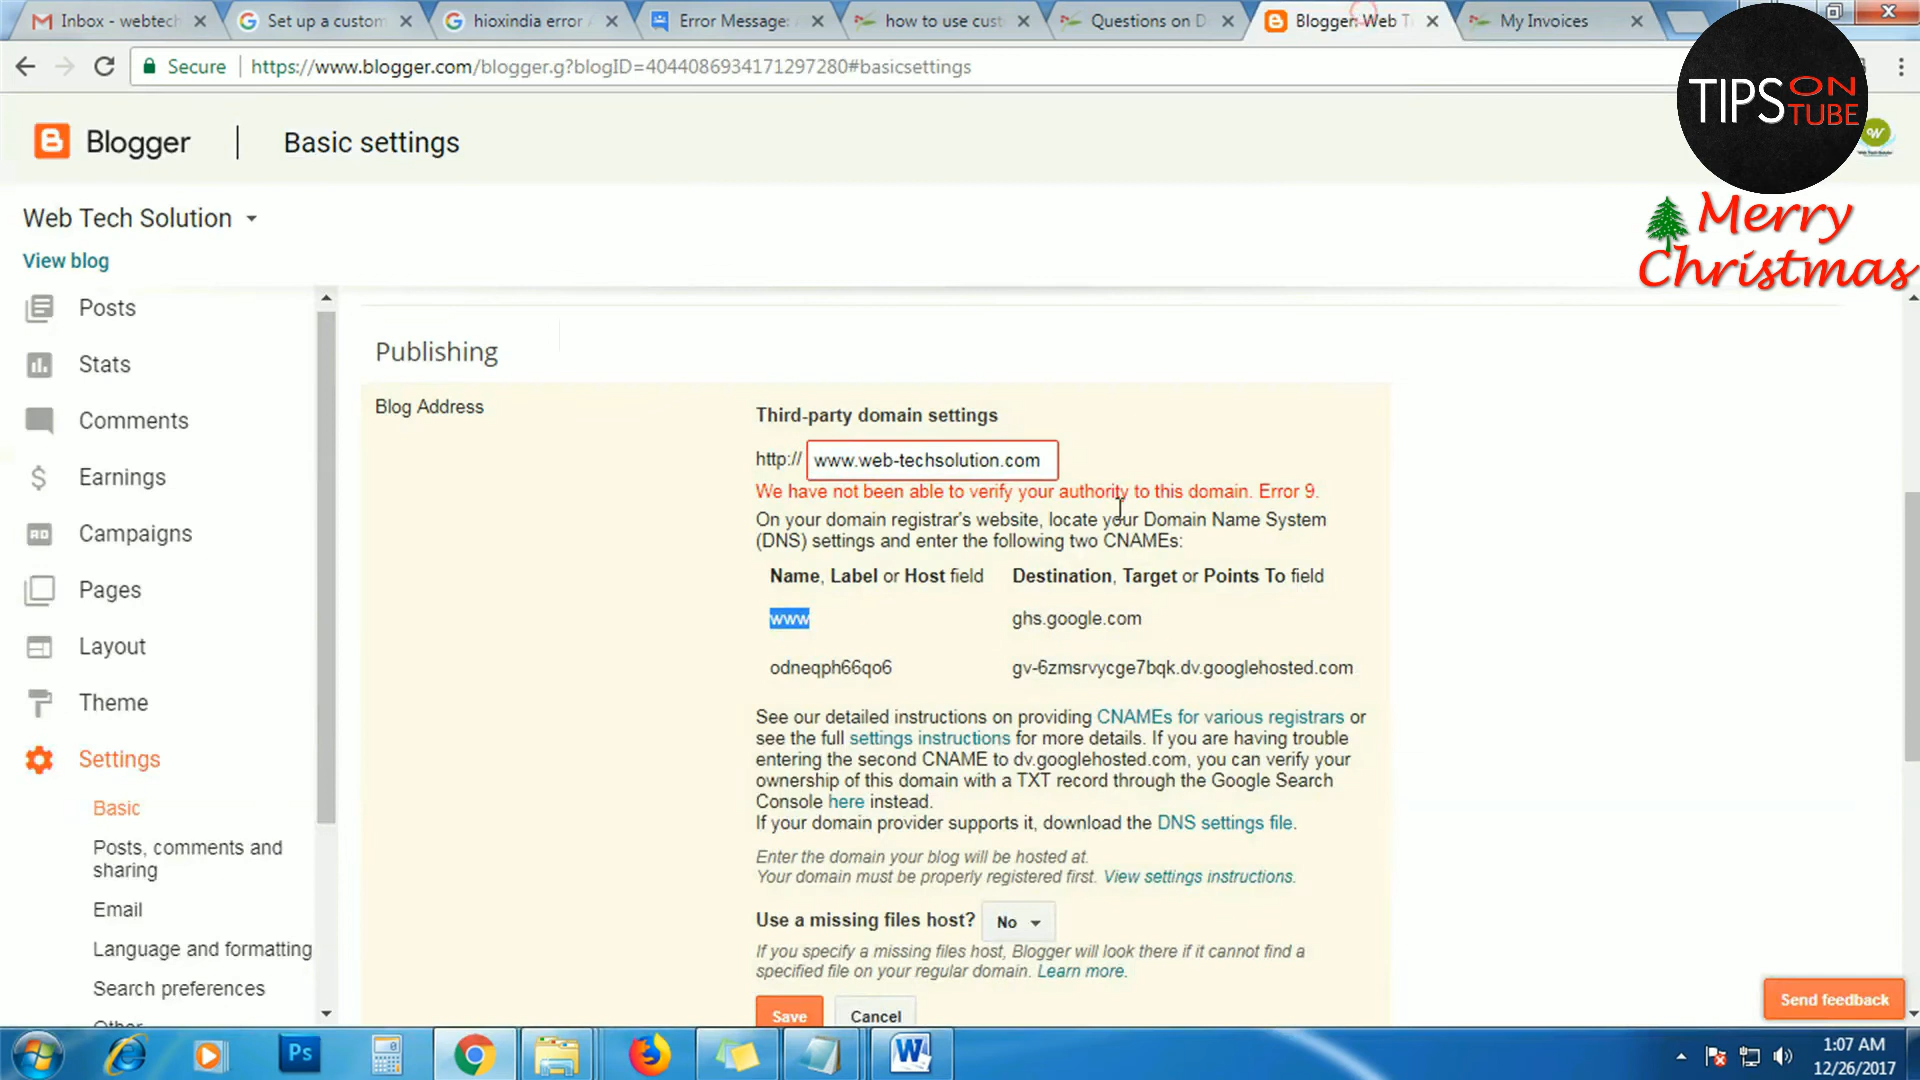 Inbox - webtech
Set up a custom
hioxindia error
Error Message:
how to use cust
Questions on D
Blogger: Web T
My Invoices
Secure
https://www.blogger.com/blogger.g?blogID=4044086934171297280#basicsettings
TIPS ON TUBE
Merry
Christmas
Blogger
Basic settings
Web Tech Solution
View blog
Posts
Stats
Comments
Earnings
Campaigns
Pages
Layout
Theme
Settings
Basic
Posts, comments and
sharing
Email
Language and formatting
Search preferences
Other
Publishing
Blog Address
Third-party domain settings
http:// www.web-techsolution.com
We have not been able to verify your authority to this domain. Error 9.
On your domain registrar's website, locate your Domain Name System
(DNS) settings and enter the following two CNAMEs:
Name, Label or Host field Destination, Target or Points To field
www ghs.google.com
odneqph66qo6 gv-6zmsrvycge7bqk.dv.googlehosted.com
See our detailed instructions on providing CNAMEs for various registrars or
see the full settings instructions for more details. If you are having trouble
entering the second CNAME to dv.googlehosted.com, you can verify your
ownership of this domain with a TXT record through the Google Search
Console here instead.
If your domain provider supports it, download the DNS settings file.
Enter the domain your blog will be hosted at.
Your domain must be properly registered first. View settings instructions.
Use a missing files host? No
If you specify a missing files host, Blogger will look there if it cannot find a
specified file on your regular domain. Learn more.
Save
Cancel
Send feedback
Ps
1:07 AM
12/26/2017